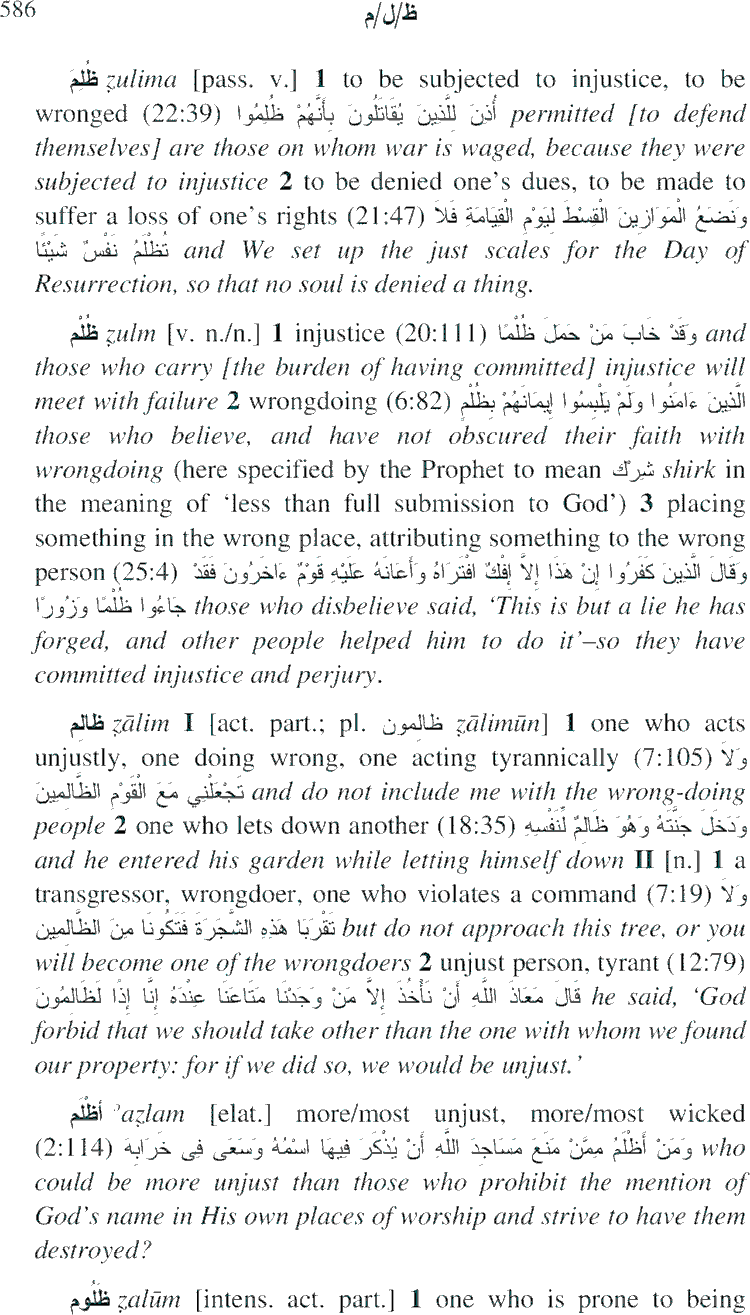 586 ظ/ل/م
ظُلِمَ ẓulima [pass. v.] 1 to be subjected to injustice, to be
wronged (22:39) أُذِنَ لِلَّذِينَ يُقَاتَلُونَ بِأَنَّهُمْ ظُلِمُوا permitted [to defend
themselves] are those on whom war is waged, because they were
subjected to injustice 2 to be denied one’s dues, to be made to
suffer a loss of one’s rights (21:47) وَنَضَعُ الْمَوَازِينَ الْقِسْطَ لِيَوْمِ الْقِيَامَةِ فَلاَ
تُظْلَمُ نَفْسٌ شَيْئًا and We set up the just scales for the Day of
Resurrection, so that no soul is denied a thing.
ظُلْم ẓulm [v. n./n.] 1 injustice (20:111) وَقَدْ خَابَ مَنْ حَمَلَ ظُلْمًا and
those who carry [the burden of having committed] injustice will
meet with failure 2 wrongdoing (6:82) الَّذِينَ ءَامَنُوا وَلَمْ يَلْبِسُوا إِيمَانَهُمْ بِظُلْمٍ
those who believe, and have not obscured their faith with
wrongdoing (here specified by the Prophet to mean شِرْك shirk in
the meaning of ‘less than full submission to God’) 3 placing
something in the wrong place, attributing something to the wrong
person (25:4) وَقَالَ الَّذِينَ كَفَرُوا إِنْ هَذَا إِلاَّ إِفْكٌ افْتَرَاهُ وَأَعَانَهُ عَلَيْهِ قَوْمٌ ءَاخَرُونَ فَقَدْ
جَاءُوا ظُلْمًا وَزُورًا those who disbelieve said, ‘This is but a lie he has
forged, and other people helped him to do it’–so they have
committed injustice and perjury.
ظَالِم ẓālim I [act. part.; pl. ظَالِمون ẓālimūn] 1 one who acts
unjustly, one doing wrong, one acting tyrannically (7:105) وَلاَ
تَجْعَلْنِي مَعَ الْقَوْمِ الظَّالِمِينَ and do not include me with the wrong-doing
people 2 one who lets down another (18:35) وَدَخَلَ جَنَّتَهُ وَهُوَ ظَالِمٌ لِّنَفْسِهِ
and he entered his garden while letting himself down II [n.] 1 a
transgressor, wrongdoer, one who violates a command (7:19) وَلاَ
تَقْرَبَا هَذِهِ الشَّجَرَةَ فَتَكُونَا مِنَ الظَّالِمِين but do not approach this tree, or you
will become one of the wrongdoers 2 unjust person, tyrant (12:79)
قَالَ مَعَاذَ اللَّهِ أَنْ نَأْخُذَ إِلاَّ مَنْ وَجَدْنَا مَتَاعَنَا عِنْدَهُ إِنَّا إِذًا لَظَالِمُونَ he said, ‘God
forbid that we should take other than the one with whom we found
our property: for if we did so, we would be unjust.’
أَظْلَم ʾaẓlam [elat.] more/most unjust, more/most wicked
(2:114) وَمَنْ أَظْلَمُ مِمَّنْ مَنَعَ مَسَاجِدَ اللَّهِ أَنْ يُذْكَرَ فِيهَا اسْمُهُ وَسَعَى فِى خَرَابِهَ who
could be more unjust than those who prohibit the mention of
God’s name in His own places of worship and strive to have them
destroyed?
ظَلُوم ẓalūm [intens. act. part.] 1 one who is prone to being